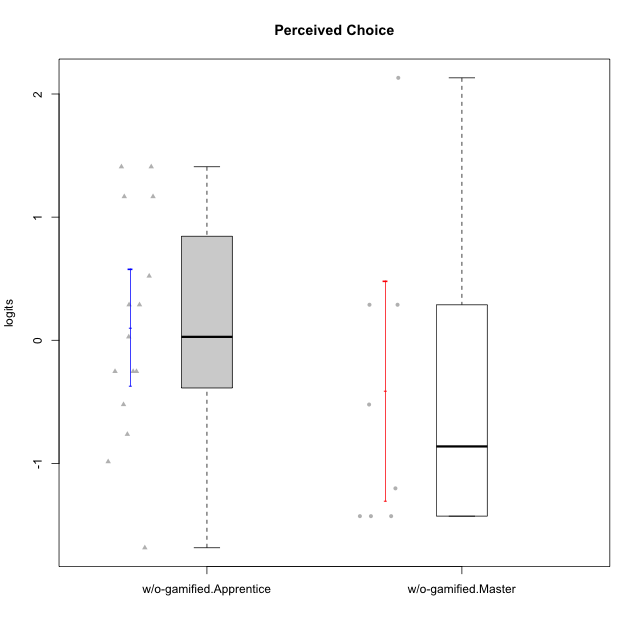 Perceived Choice
logits
2
1
0
-1
w/o-gamified.Apprentice
w/o-gamified.Master